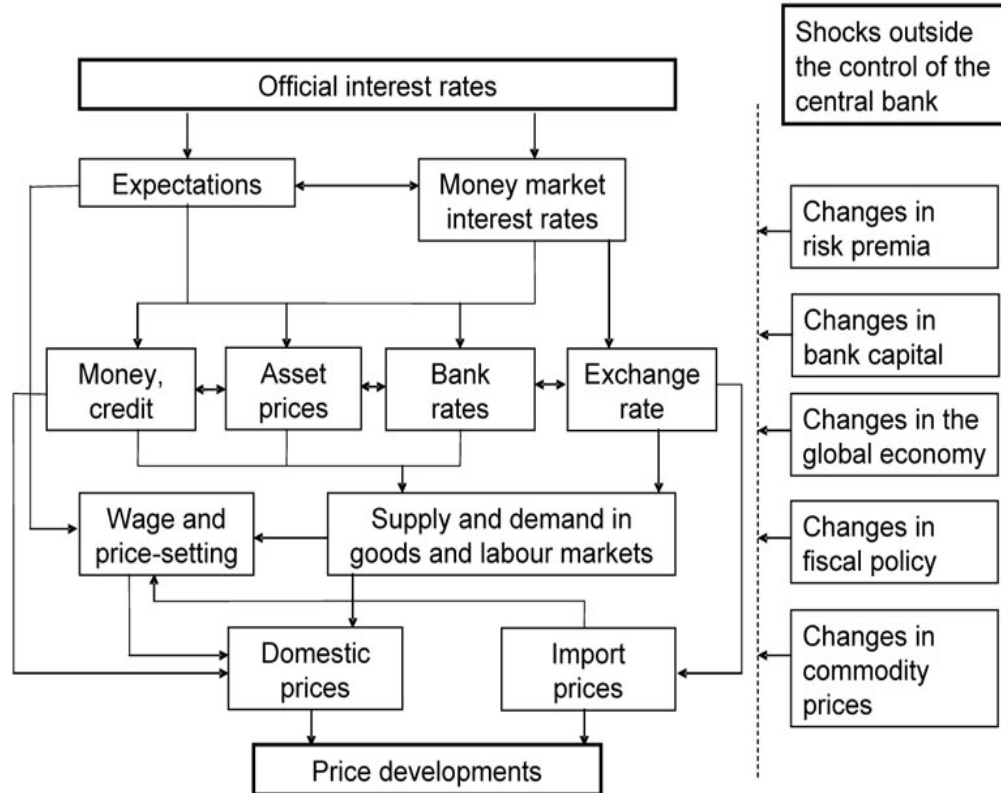 Official interest rates
Shocks outside
the control of the
central bank
Expectations
Money market
interest rates
Changes in
risk premia
Money,
credit
Asset
prices
Bank
rates
Exchange
rate
Changes in
bank capital
Changes in the
global economy
Wage and
price-setting
Supply and demand in
goods and labour markets
Changes in
fiscal policy
Domestic
prices
Import
prices
Changes in
commodity
prices
Price developments